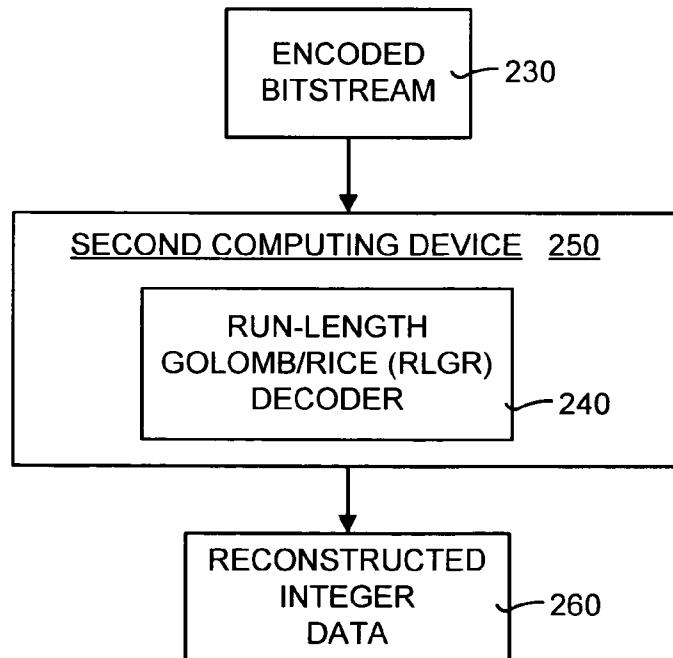 ENCODED
BITSTREAM
230
SECOND COMPUTING DEVICE 250
RUN-LENGTH
GOLOMB/RICE (RLGR)
DECODER
240
RECONSTRUCTED
INTEGER
DATA
260